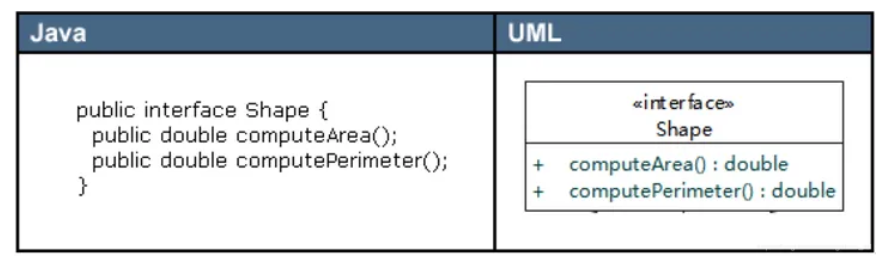 Java
UML
public interface Shape {
public double computeArea();
public double computePerimeter();
}
«interface»
Shape
+ computeArea() : double
+ computePerimeter() : double